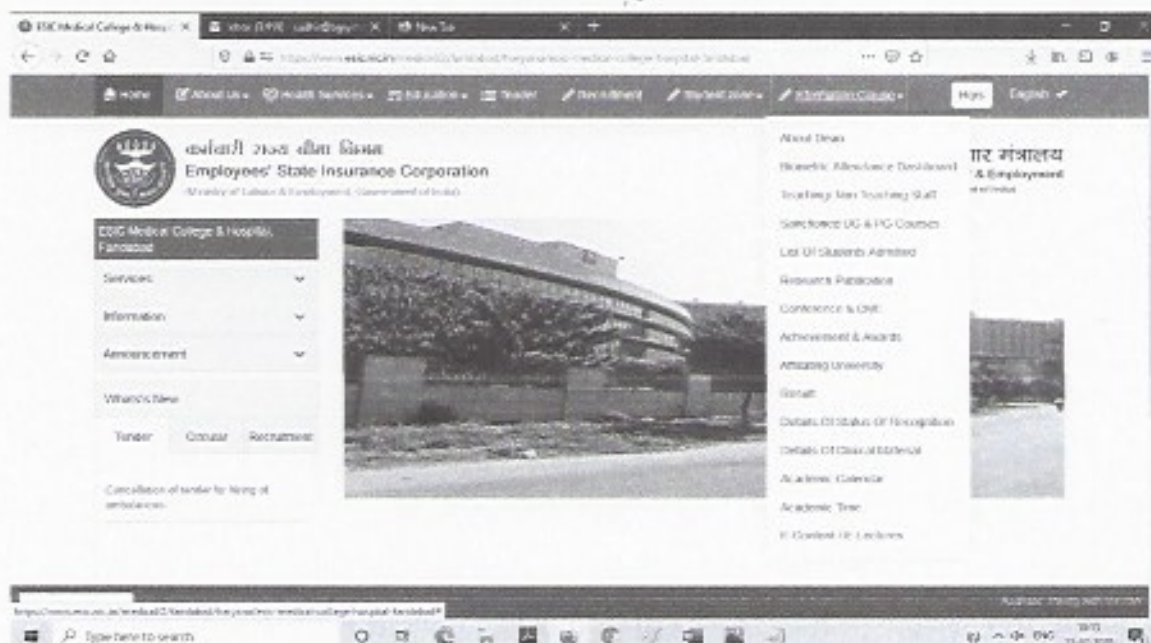 ESIC Medical College & Hosp
New Tab
Home
About Us
Health Services
Education
Tender
Recruitment
Student Zone
Information Clause
English
कर्मचारी राज्य बीमा निगम
Employees' State Insurance Corporation
(Ministry of Labour & Employment, Government of India)
मंत्रालय
& Employment
ESIC Medical College & Hospital,
Faridabad
Services
Information
Announcement
What's New
Tender Circular Recruitment
Cancellation of tender for hiring of
ambulances
About Dean
Biometric Attendance Dashboard
Teaching/ Non Teaching Staff
Sanctioned UG & PG Courses
List Of Students Admitted
Research Publication
Conference & CME
Achievement & Awards
Affiliating University
Result
Details Of Status Of Recognition
Details Of Clinical Material
Academic Calendar
Academic Time
E-Content /E-Lectures
Type here to search
ENG